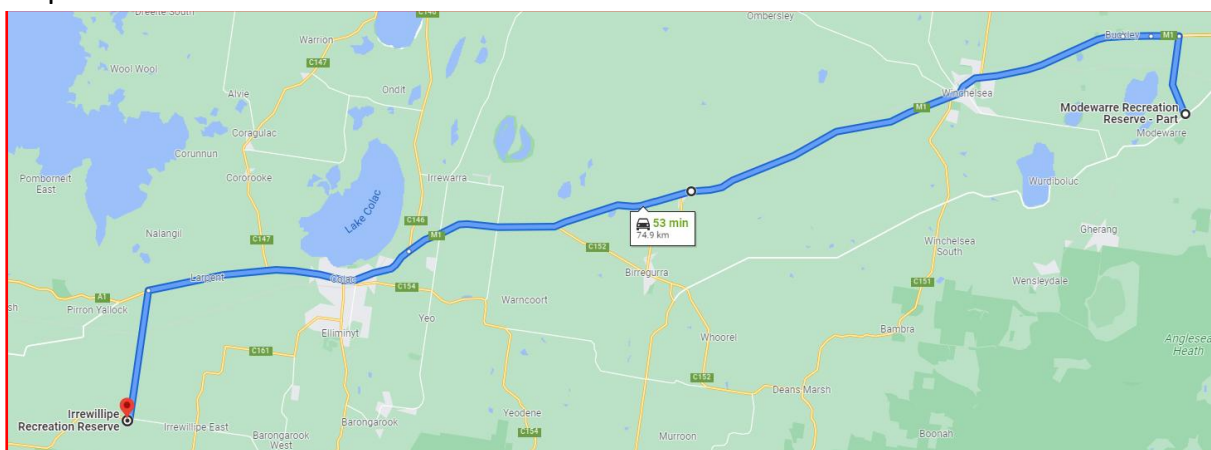 Dreeite South
C146
Ombersley
Warrion
C147
Buckley
M1
Wool Wool
Alvie
Ondit
Winchelsea
M1
Modewarre Recreation
Reserve - Part
Modewarre
Coragulac
Corunnun
Pomborneit
East
Cororooke
Irrewarra
Wurdiboluc
Lake Colac
C146
53 min
74.9 km
Nalangil
C147
M1
Gherang
C152
Winchelsea
South
Larpent
Birregurra
Wensleydale
Colac
C154
C151
A1
Pirron Yallock
Warncoort
sh
Yeo
Elliminyt
Bambra
Whoorel
Anglesea
Heath
C161
C152
Deans Marsh
Irrewillipe
Recreation Reserve
Irrewillipe East
Barongarook
Yeodene
C154
Barongarook
West
Murroon
Boonah